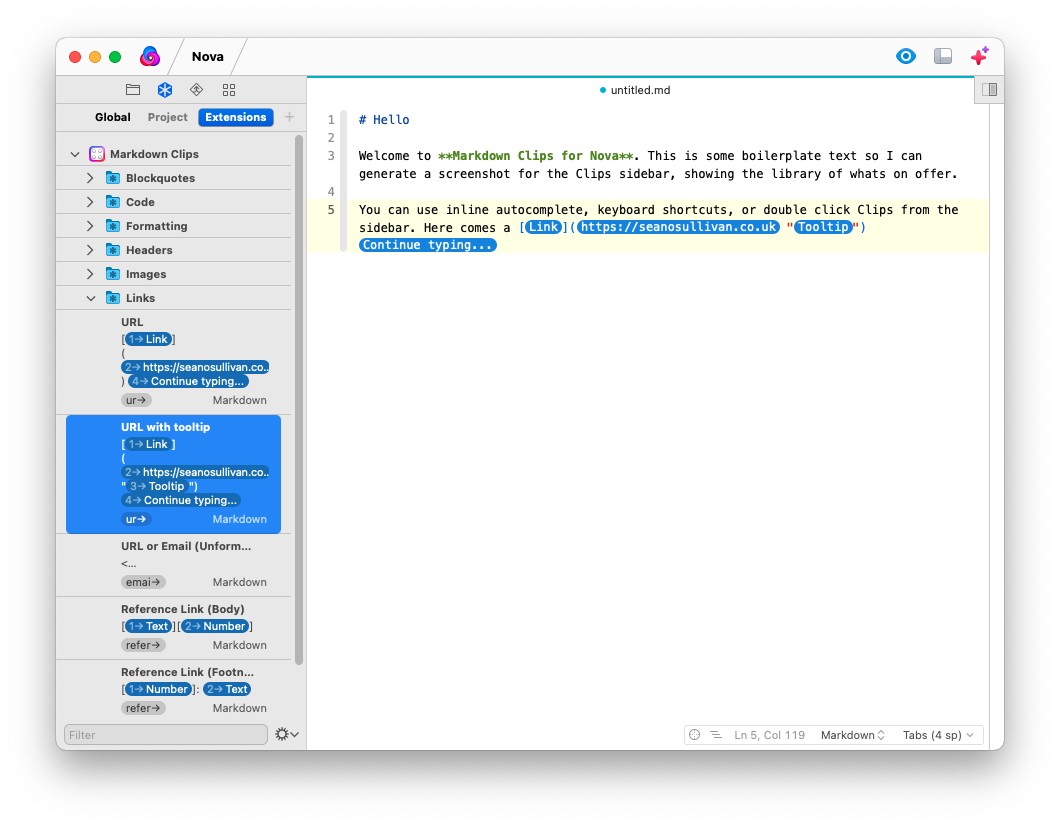 Nova
Global Project Extensions +
Markdown Clips
Blockquotes
Code
Formatting
Headers
Images
Links
URL
[1→ Link]
(
2→ https://seanosullivan.co..
) 4→ Continue typing...
ur→ Markdown
URL with tooltip
[1→ Link]
(
2→ https://seanosullivan.co..
"3→ Tooltip")
4→ Continue typing...
ur→ Markdown
URL or Email (Unform...
<...
emai→ Markdown
Reference Link (Body)
[1→ Text][2→ Number]
refer→ Markdown
Reference Link (Footn...
[1→ Number]: 2→ Text
refer→ Markdown
Filter
untitled.md
1 # Hello
2
3 Welcome to **Markdown Clips for Nova**. This is some boilerplate text so I can
generate a screenshot for the Clips sidebar, showing the library of whats on offer.
4
5 You can use inline autocomplete, keyboard shortcuts, or double click Clips from the
sidebar. Here comes a [Link](https://seanosullivan.co.uk "Tooltip")
Continue typing...
Ln 5, Col 119 Markdown Tabs (4 sp)